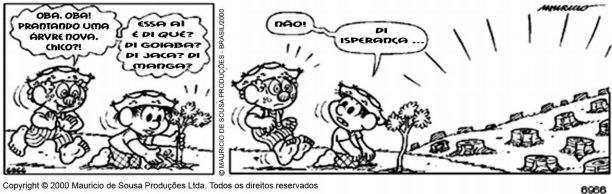 OBA, OBA!
PRANTANDO UMA
ÁRVRE NOVA,
CHICO?!
ESSA AÍ
É DI QUÊ?
DI GOIABA?
DI JACA? DI
MANGA?
6966
© MAURICIO DE SOUSA PRODUÇÕES - BRASIL/2000
NÃO!
DI
ISPERANÇA ...
MAURICIO
6966
Copyright © 2000 Mauricio de Sousa Produções Ltda. Todos os direitos reservados